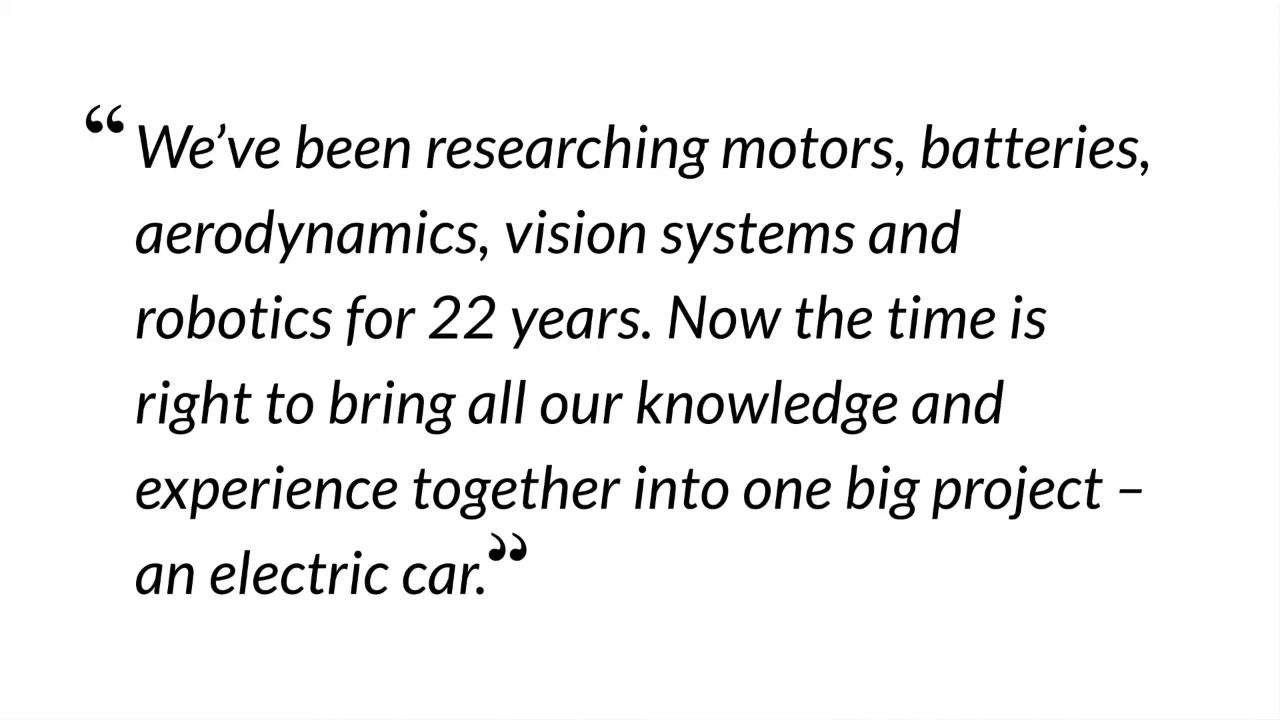 “We’ve been researching motors, batteries,
aerodynamics, vision systems and
robotics for 22 years. Now the time is
right to bring all our knowledge and
experience together into one big project –
an electric car.”